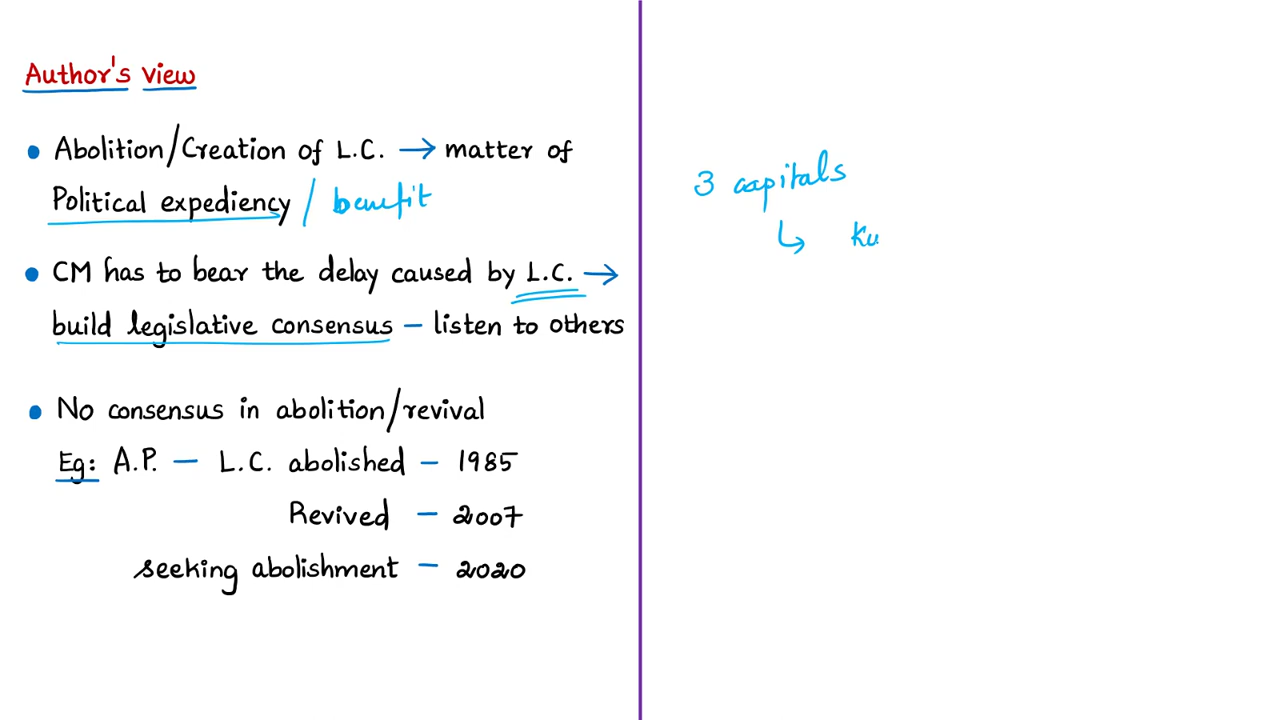 Author's view
• Abolition/Creation of L.C. → matter of
Political expediency / benefit
• CM has to bear the delay caused by L.C. →
build legislative consensus – listen to others
• No consensus in abolition/revival
Eg: A.P. – L.C. abolished – 1985
Revived – 2007
seeking abolishment – 2020
3 capitals
↳ Ku